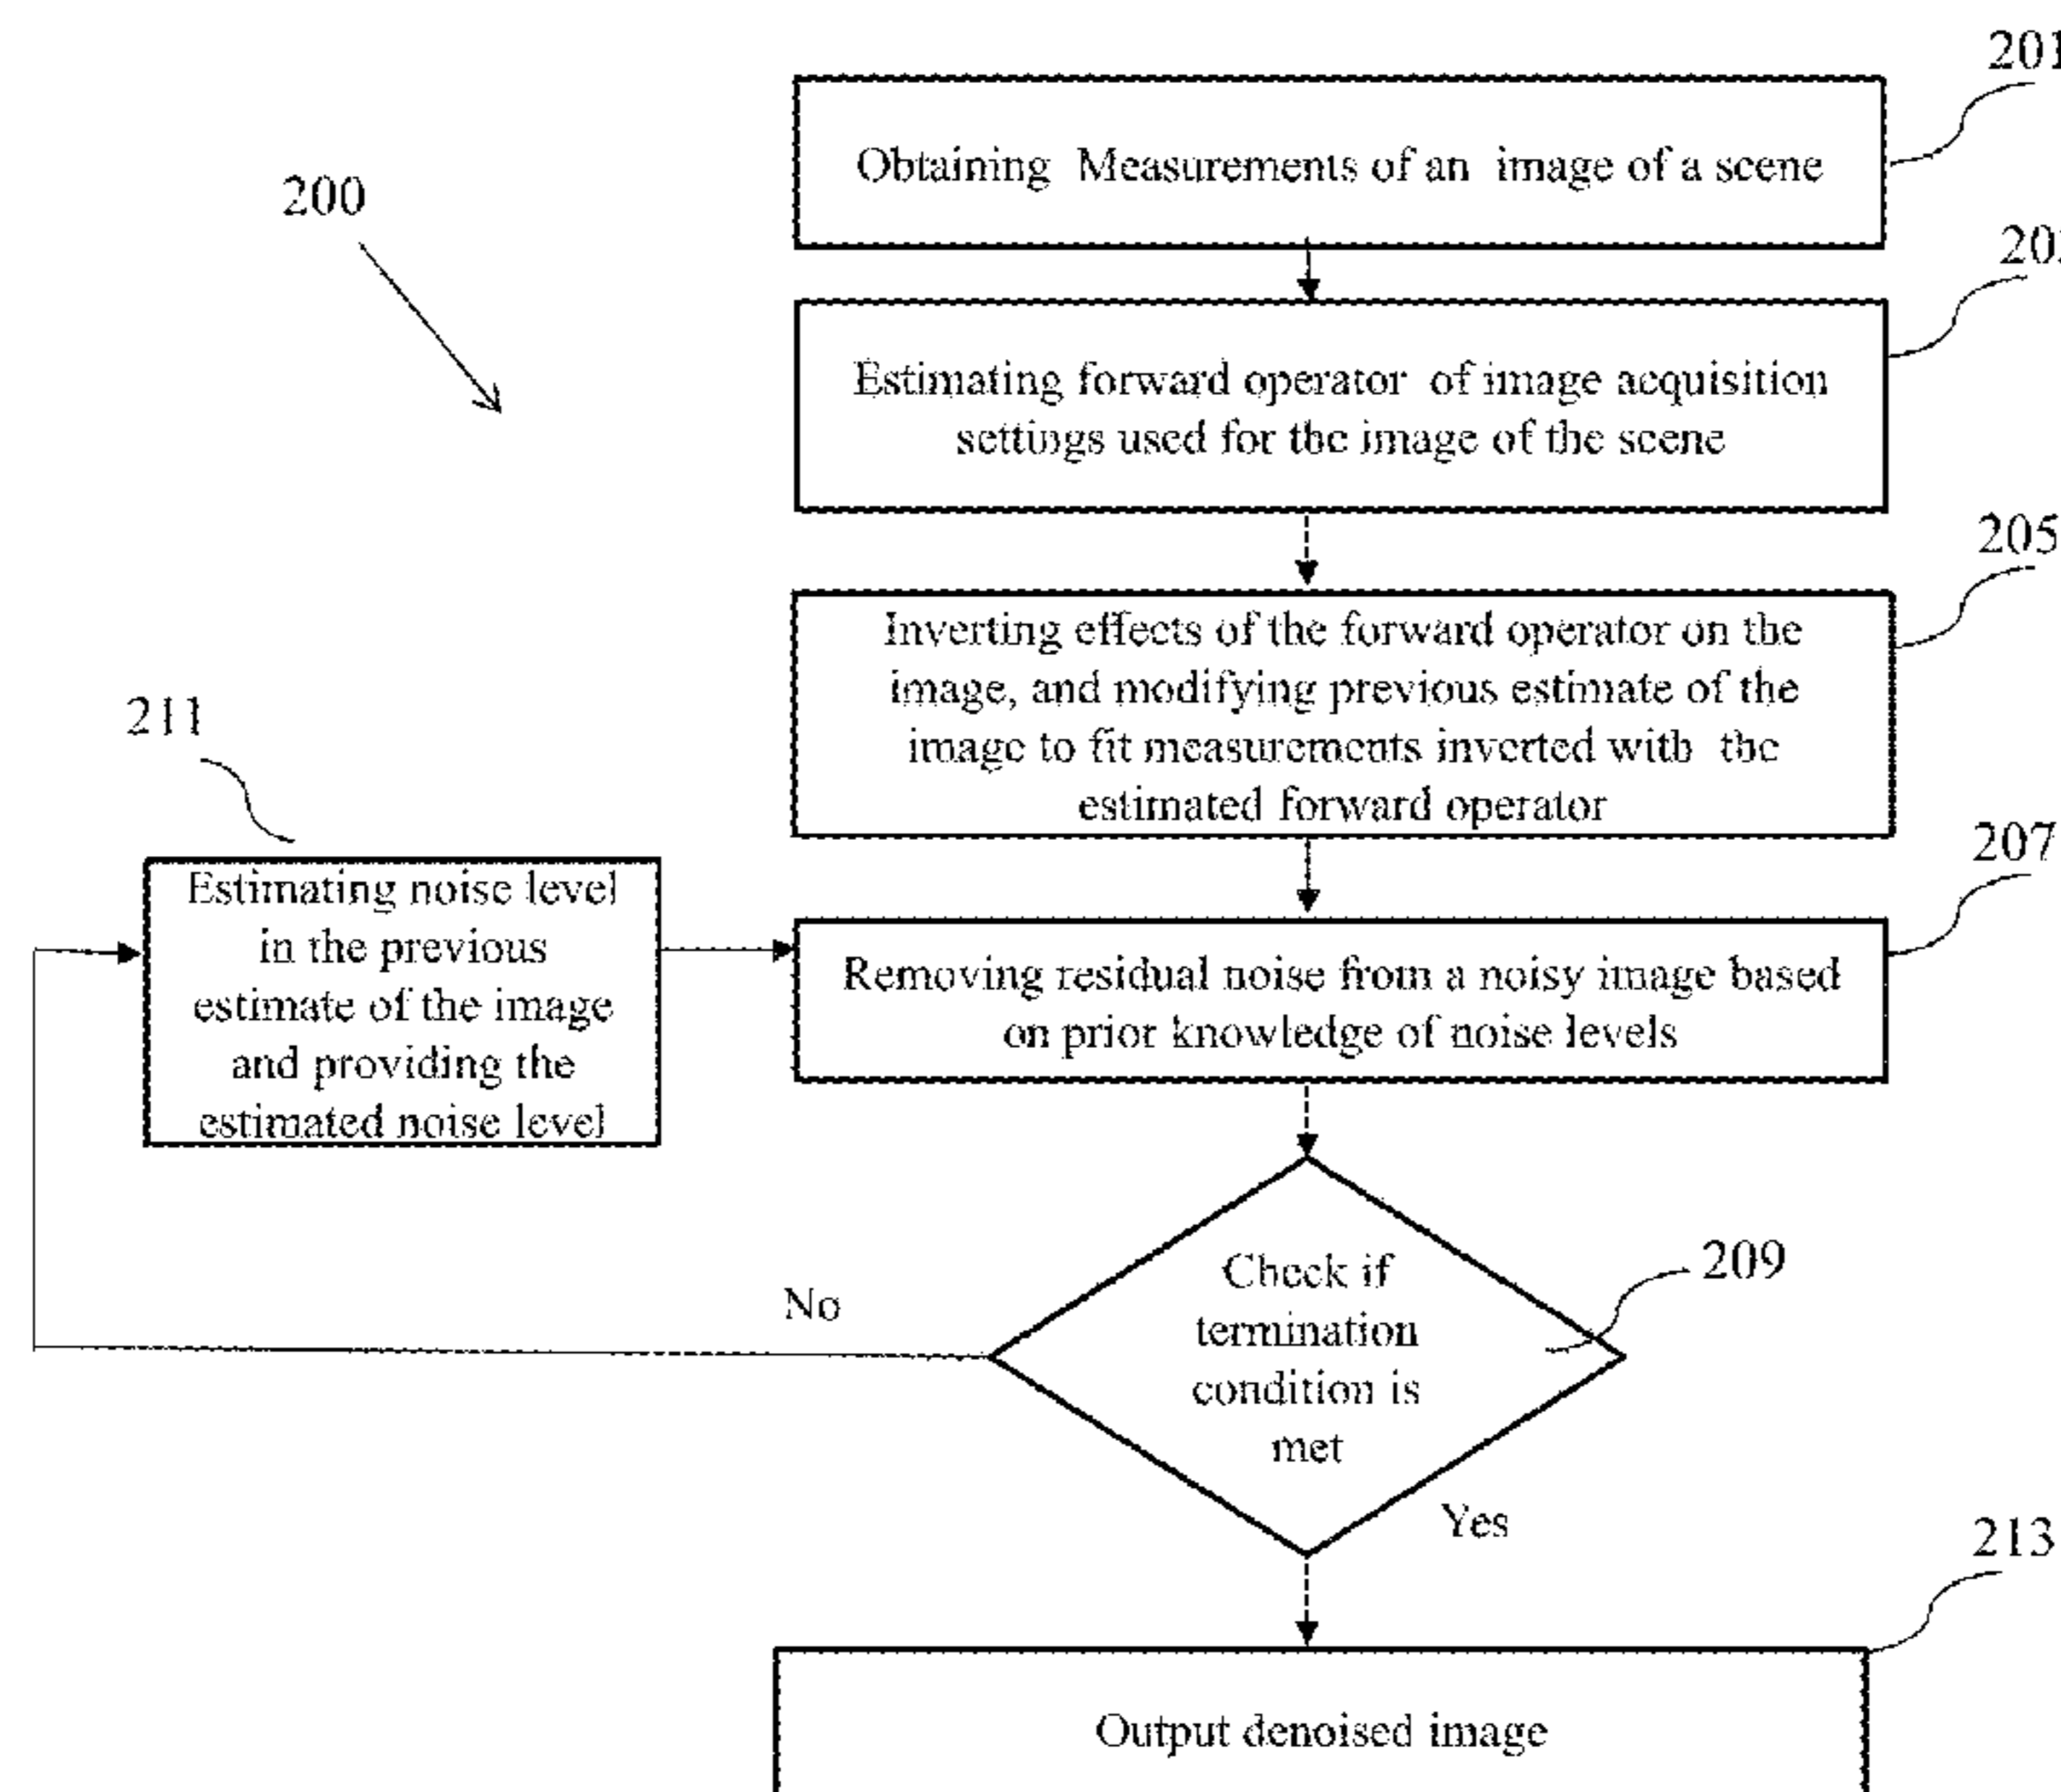 201
Obtaining Measurements of an image of a scene
200
Estimating forward operator of image acquisition
settings used for the image of the scene
205
Inverting effects of the forward operator on the
image, and modifying previous estimate of the
image to fit measurements inverted with the
estimated forward operator
211
207
Estimating noise level
in the previous
estimate of the image
and providing the
estimated noise level
Removing residual noise from a noisy image based
on prior knowledge of noise levels
209
Check if
termination
condition is
met
No
Yes
213
Output denoised image